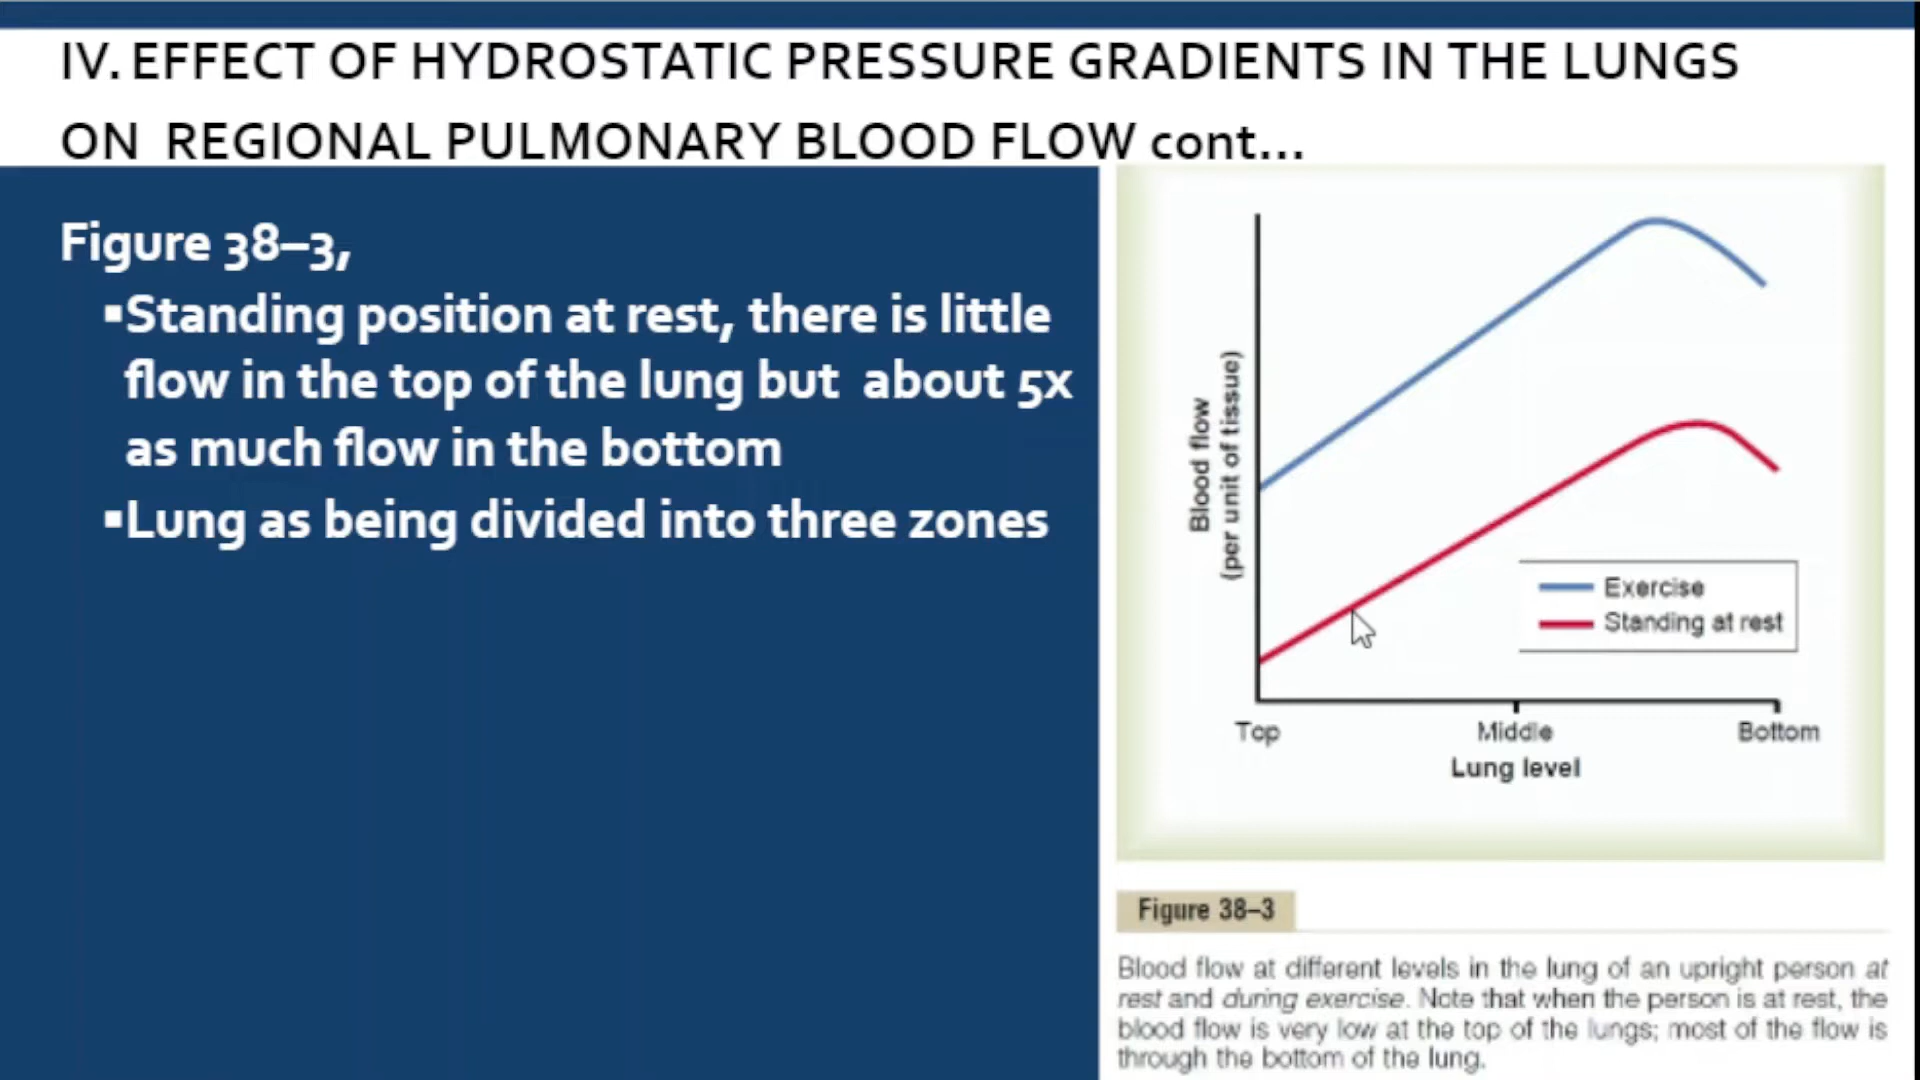 IV. EFFECT OF HYDROSTATIC PRESSURE GRADIENTS IN THE LUNGS
ON REGIONAL PULMONARY BLOOD FLOW cont...
Figure 38–3,
▪Standing position at rest, there is little
flow in the top of the lung but about 5x
as much flow in the bottom
▪Lung as being divided into three zones
Blood flow
(per unit of tissue)
Exercise
Standing at rest
Top
Middle
Bottom
Lung level
Figure 38–3
Blood flow at different levels in the lung of an upright person at
rest and during exercise. Note that when the person is at rest, the
blood flow is very low at the top of the lungs; most of the flow is
through the bottom of the lung.